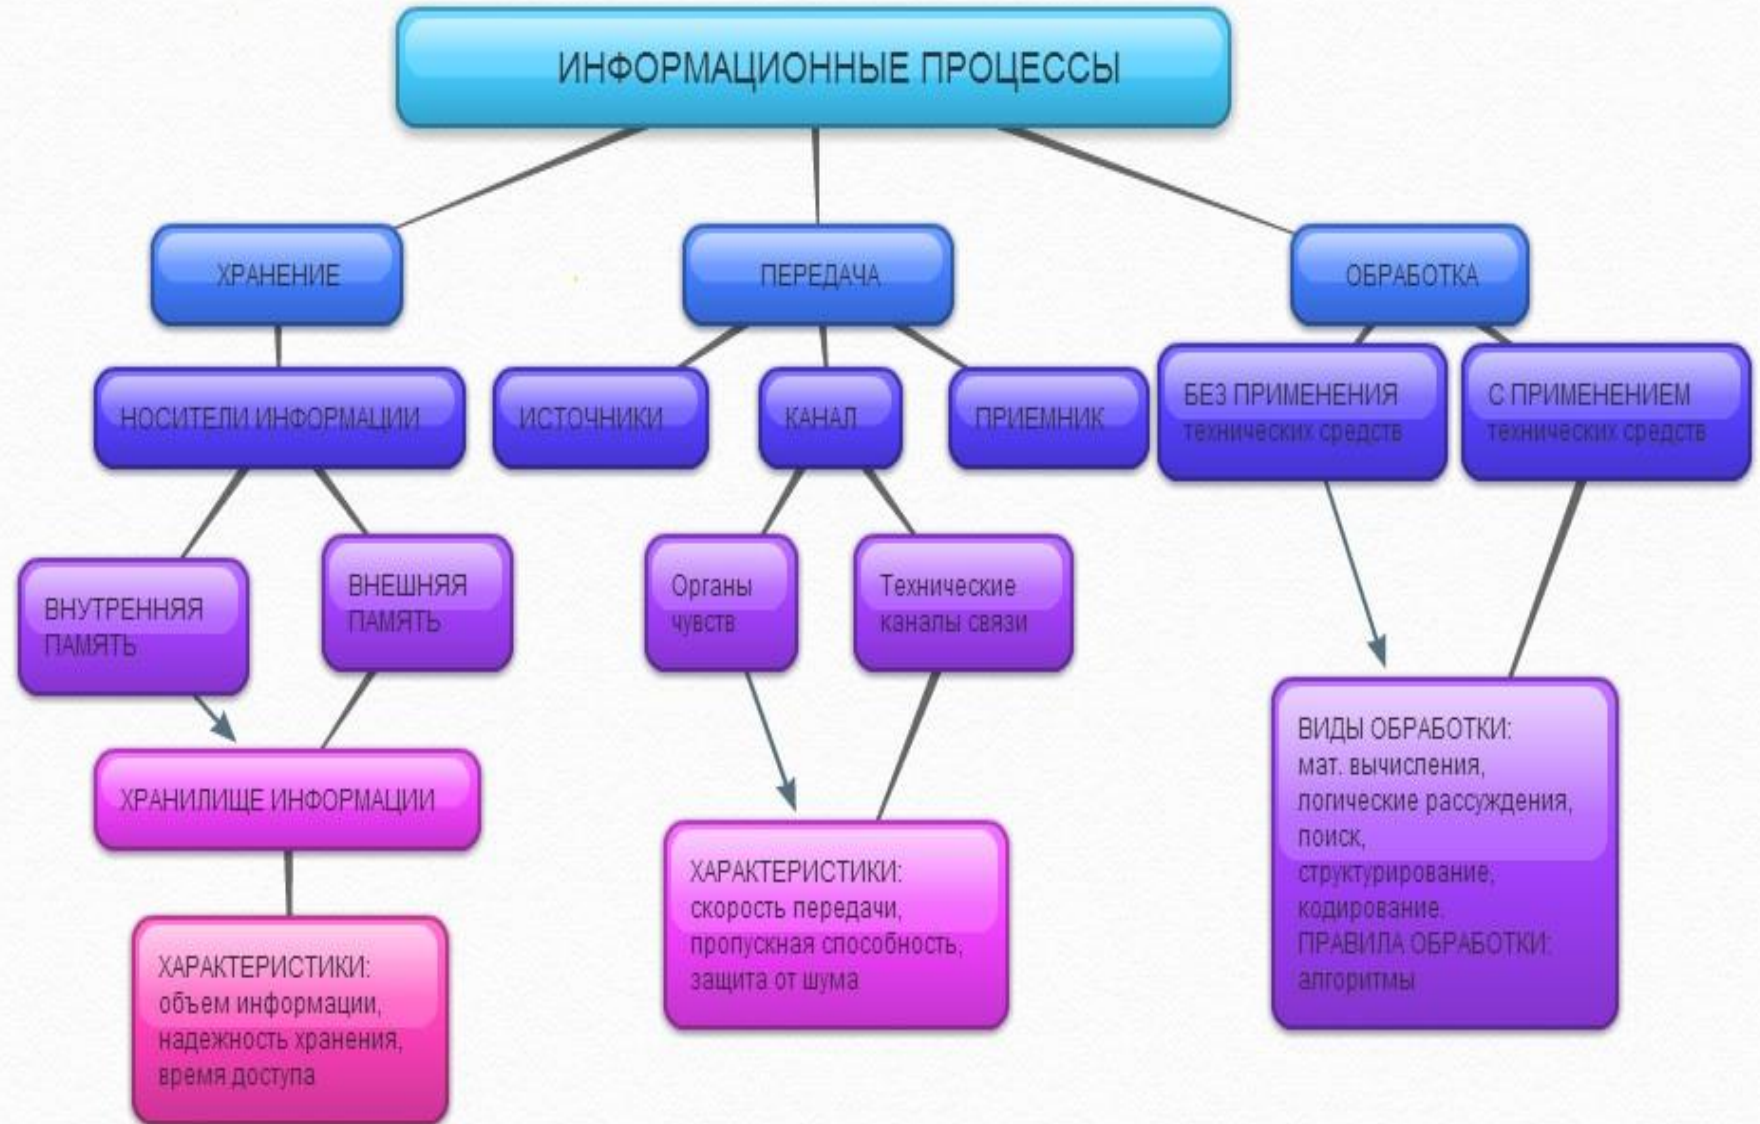 ИНФОРМАЦИОННЫЕ ПРОЦЕССЫ
ХРАНЕНИЕ
ПЕРЕДАЧА
ОБРАБОТКА
НОСИТЕЛИ ИНФОРМАЦИИ
ИСТОЧНИКИ
КАНАЛ
ПРИЕМНИК
БЕЗ ПРИМЕНЕНИЯ
технических средств
С ПРИМЕНЕНИЕМ
технических средств
ВНУТРЕННЯЯ
ПАМЯТЬ
ВНЕШНЯЯ
ПАМЯТЬ
Органы
чувств
Технические
каналы связи
ХРАНИЛИЩЕ ИНФОРМАЦИИ
ХАРАКТЕРИСТИКИ:
объем информации,
надежность хранения,
время доступа
ХАРАКТЕРИСТИКИ:
скорость передачи,
пропускная способность,
защита от шума
ВИДЫ ОБРАБОТКИ:
мат. вычисления,
логические рассуждения,
поиск,
структурирование,
кодирование.
ПРАВИЛА ОБРАБОТКИ:
алгоритмы